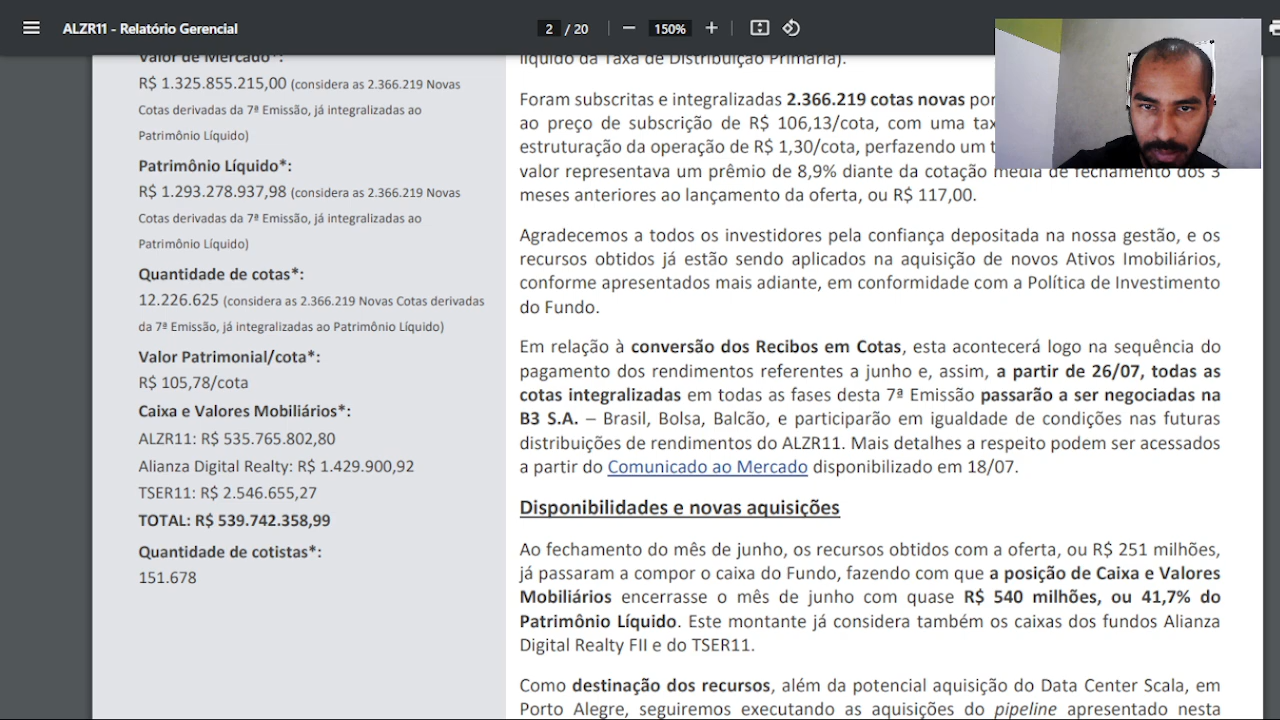 ALZR11 - Relatório Gerencial
2 / 20
150%
Valor de Mercado*:
R$ 1.325.855.215,00 (considera as 2.366.219 Novas
Cotas derivadas da 7ª Emissão, já integralizadas ao
Patrimônio Líquido)
Patrimônio Líquido*:
R$ 1.293.278.937,98 (considera as 2.366.219 Novas
Cotas derivadas da 7ª Emissão, já integralizadas ao
Patrimônio Líquido)
Quantidade de cotas*:
12.226.625 (considera as 2.366.219 Novas Cotas derivadas
da 7ª Emissão, já integralizadas ao Patrimônio Líquido)
Valor Patrimonial/cota*:
R$ 105,78/cota
Caixa e Valores Mobiliários*:
ALZR11: R$ 535.765.802,80
Alianza Digital Realty: R$ 1.429.900,92
TSER11: R$ 2.546.655,27
TOTAL: R$ 539.742.358,99
Quantidade de cotistas*:
151.678
líquido da Taxa de Distribuição Primária).
Foram subscritas e integralizadas 2.366.219 cotas novas
ao preço de subscrição de R$ 106,13/cota, com uma
estruturação da operação de R$ 1,30/cota, perfazendo um
valor representava um prêmio de 8,9% diante da cotação média de fechamento dos 3
meses anteriores ao lançamento da oferta, ou R$ 117,00.
Agradecemos a todos os investidores pela confiança depositada na nossa gestão, e os
recursos obtidos já estão sendo aplicados na aquisição de novos Ativos Imobiliários,
conforme apresentados mais adiante, em conformidade com a Política de Investimento
do Fundo.
Em relação à conversão dos Recibos em Cotas, esta acontecerá logo na sequência do
pagamento dos rendimentos referentes a junho e, assim, a partir de 26/07, todas as
cotas integralizadas em todas as fases desta 7ª Emissão passarão a ser negociadas na
B3 S.A. – Brasil, Bolsa, Balcão, e participarão em igualdade de condições nas futuras
distribuições de rendimentos do ALZR11. Mais detalhes a respeito podem ser acessados
a partir do Comunicado ao Mercado disponibilizado em 18/07.
Disponibilidades e novas aquisições
Ao fechamento do mês de junho, os recursos obtidos com a oferta, ou R$ 251 milhões,
já passaram a compor o caixa do Fundo, fazendo com que a posição de Caixa e Valores
Mobiliários encerrasse o mês de junho com quase R$ 540 milhões, ou 41,7% do
Patrimônio Líquido. Este montante já considera também os caixas dos fundos Alianza
Digital Realty FII e do TSER11.
Como destinação dos recursos, além da potencial aquisição do Data Center Scala, em
Porto Alegre, seguiremos executando as aquisições do pipeline apresentado nesta